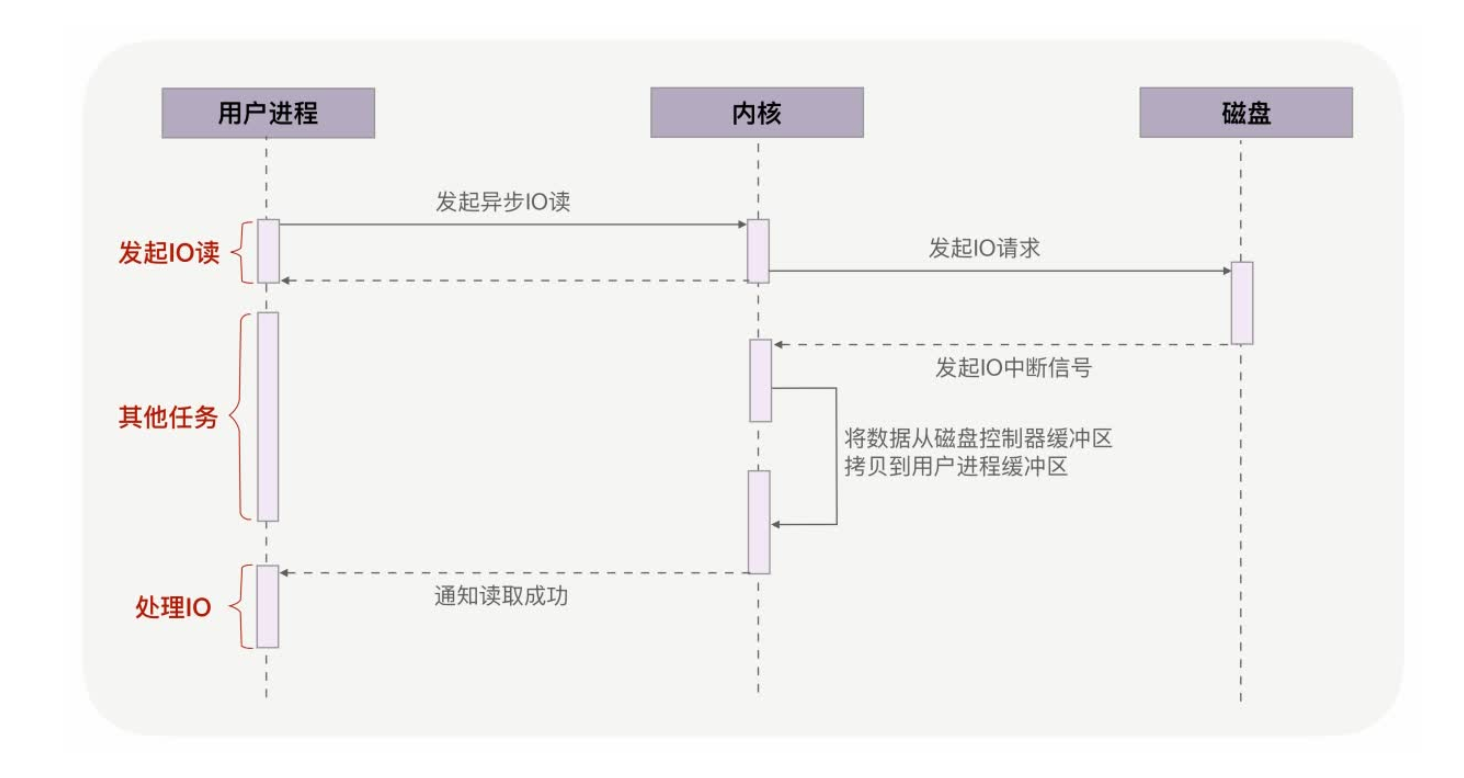 用户进程
内核
磁盘
发起异步IO读
发起IO读
发起IO请求
发起IO中断信号
其他任务
将数据从磁盘控制器缓冲区
拷贝到用户进程缓冲区
通知读取成功
处理IO